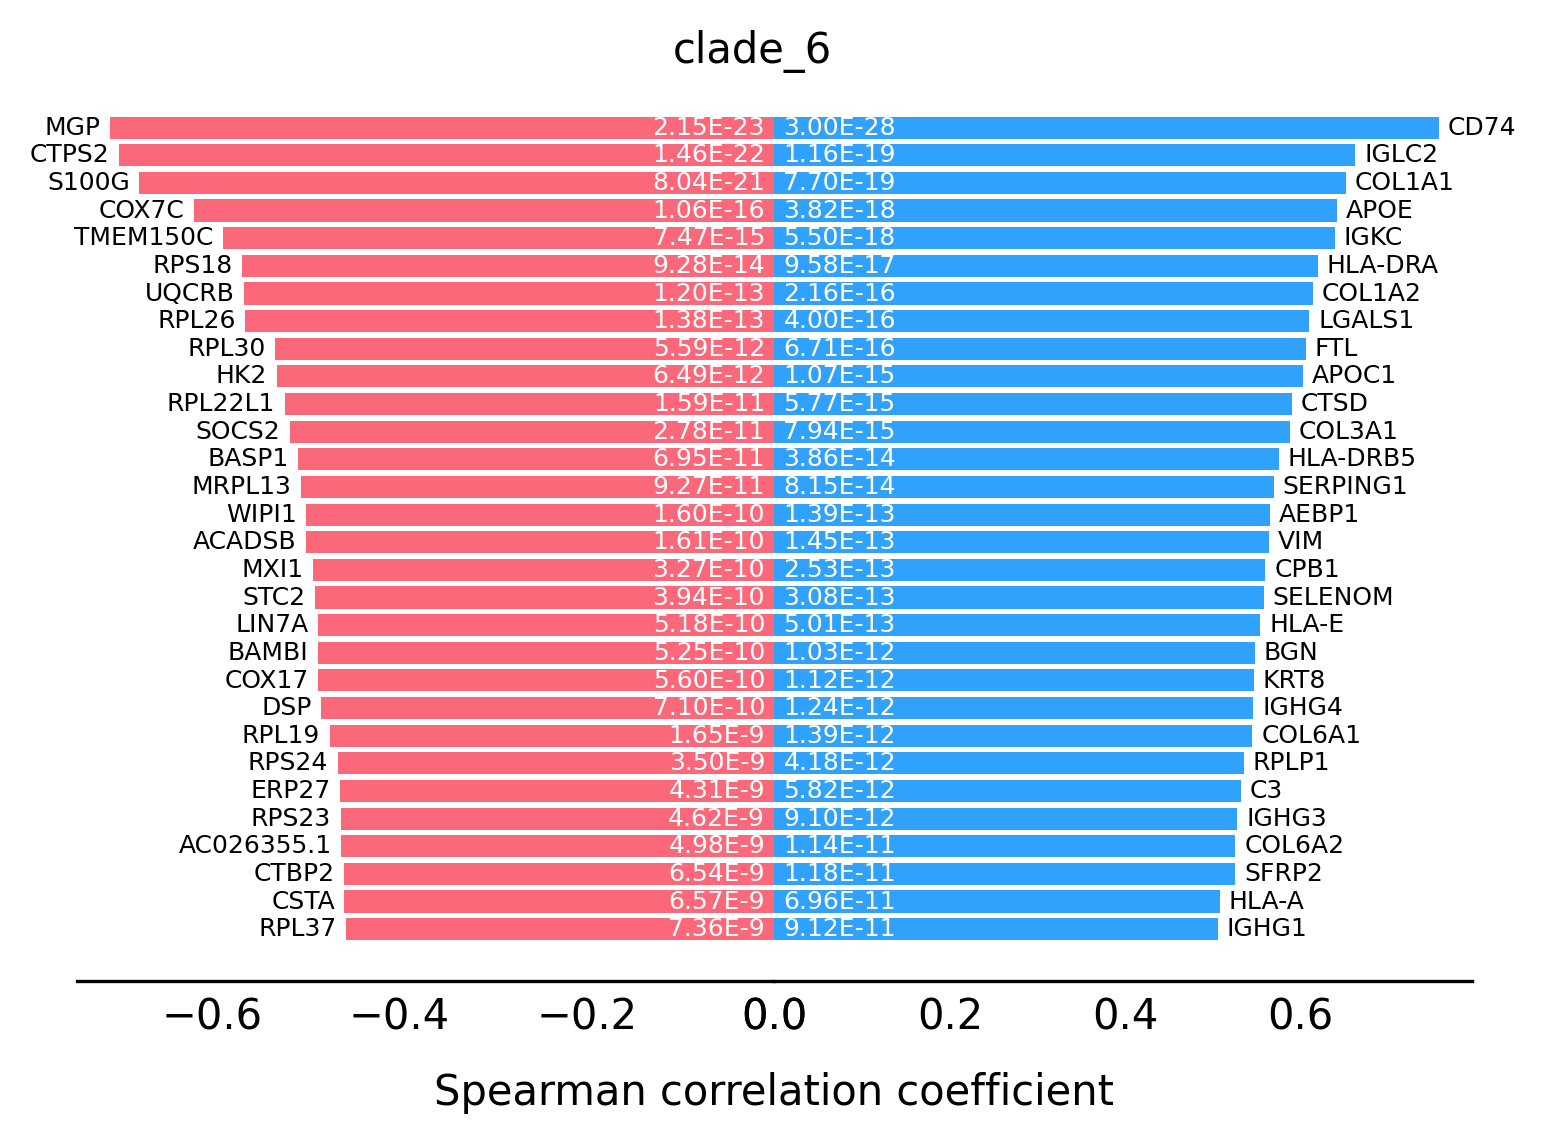 clade_6
MGP 2.15E-23 3.00E-28 CD74
CTPS2 1.46E-22 1.16E-19 IGLC2
S100G 8.04E-21 7.70E-19 COL1A1
COX7C 1.06E-16 3.82E-18 APOE
TMEM150C 7.47E-15 5.50E-18 IGKC
RPS18 9.28E-14 9.58E-17 HLA-DRA
UQCRB 1.20E-13 2.16E-16 COL1A2
RPL26 1.38E-13 4.00E-16 LGALS1
RPL30 5.59E-12 6.71E-16 FTL
HK2 6.49E-12 1.07E-15 APOC1
RPL22L1 1.59E-11 5.77E-15 CTSD
SOCS2 2.78E-11 7.94E-15 COL3A1
BASP1 6.95E-11 3.86E-14 HLA-DRB5
MRPL13 9.27E-11 8.15E-14 SERPING1
WIPI1 1.60E-10 1.39E-13 AEBP1
ACADSB 1.61E-10 1.45E-13 VIM
MXI1 3.27E-10 2.53E-13 CPB1
STC2 3.94E-10 3.08E-13 SELENOM
LIN7A 5.18E-10 5.01E-13 HLA-E
BAMBI 5.25E-10 1.03E-12 BGN
COX17 5.60E-10 1.12E-12 KRT8
DSP 7.10E-10 1.24E-12 IGHG4
RPL19 1.65E-9 1.39E-12 COL6A1
RPS24 3.50E-9 4.18E-12 RPLP1
ERP27 4.31E-9 5.82E-12 C3
RPS23 4.62E-9 9.10E-12 IGHG3
AC026355.1 4.98E-9 1.14E-11 COL6A2
CTBP2 6.54E-9 1.18E-11 SFRP2
CSTA 6.57E-9 6.96E-11 HLA-A
RPL37 7.36E-9 9.12E-11 IGHG1
−0.6 −0.4 −0.2 0.0 0.2 0.4 0.6
Spearman correlation coefficient